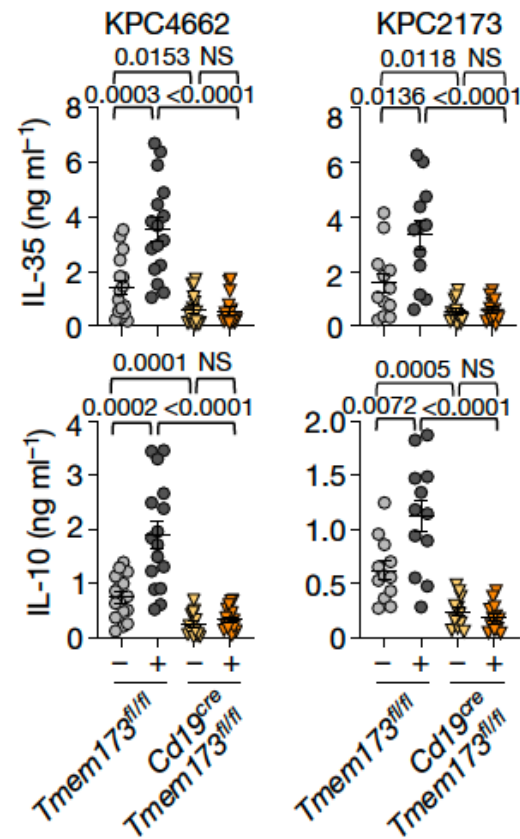 KPC4662 KPC2173
0.0153 NS 0.0118 NS
0.0003 <0.0001 0.0136 <0.0001
IL-35 (ng ml⁻¹)
8 8
6 6
4 4
2 2
0 0
0.0001 NS 0.0005 NS
0.0002 <0.0001 0.0072 <0.0001
IL-10 (ng ml⁻¹)
4 2.0
3 1.5
2 1.0
1 0.5
0 0
− + − + − + − +
Tmem173fl/fl Cd19cre Tmem173fl/fl Cd19cre
Tmem173fl/fl Tmem173fl/fl